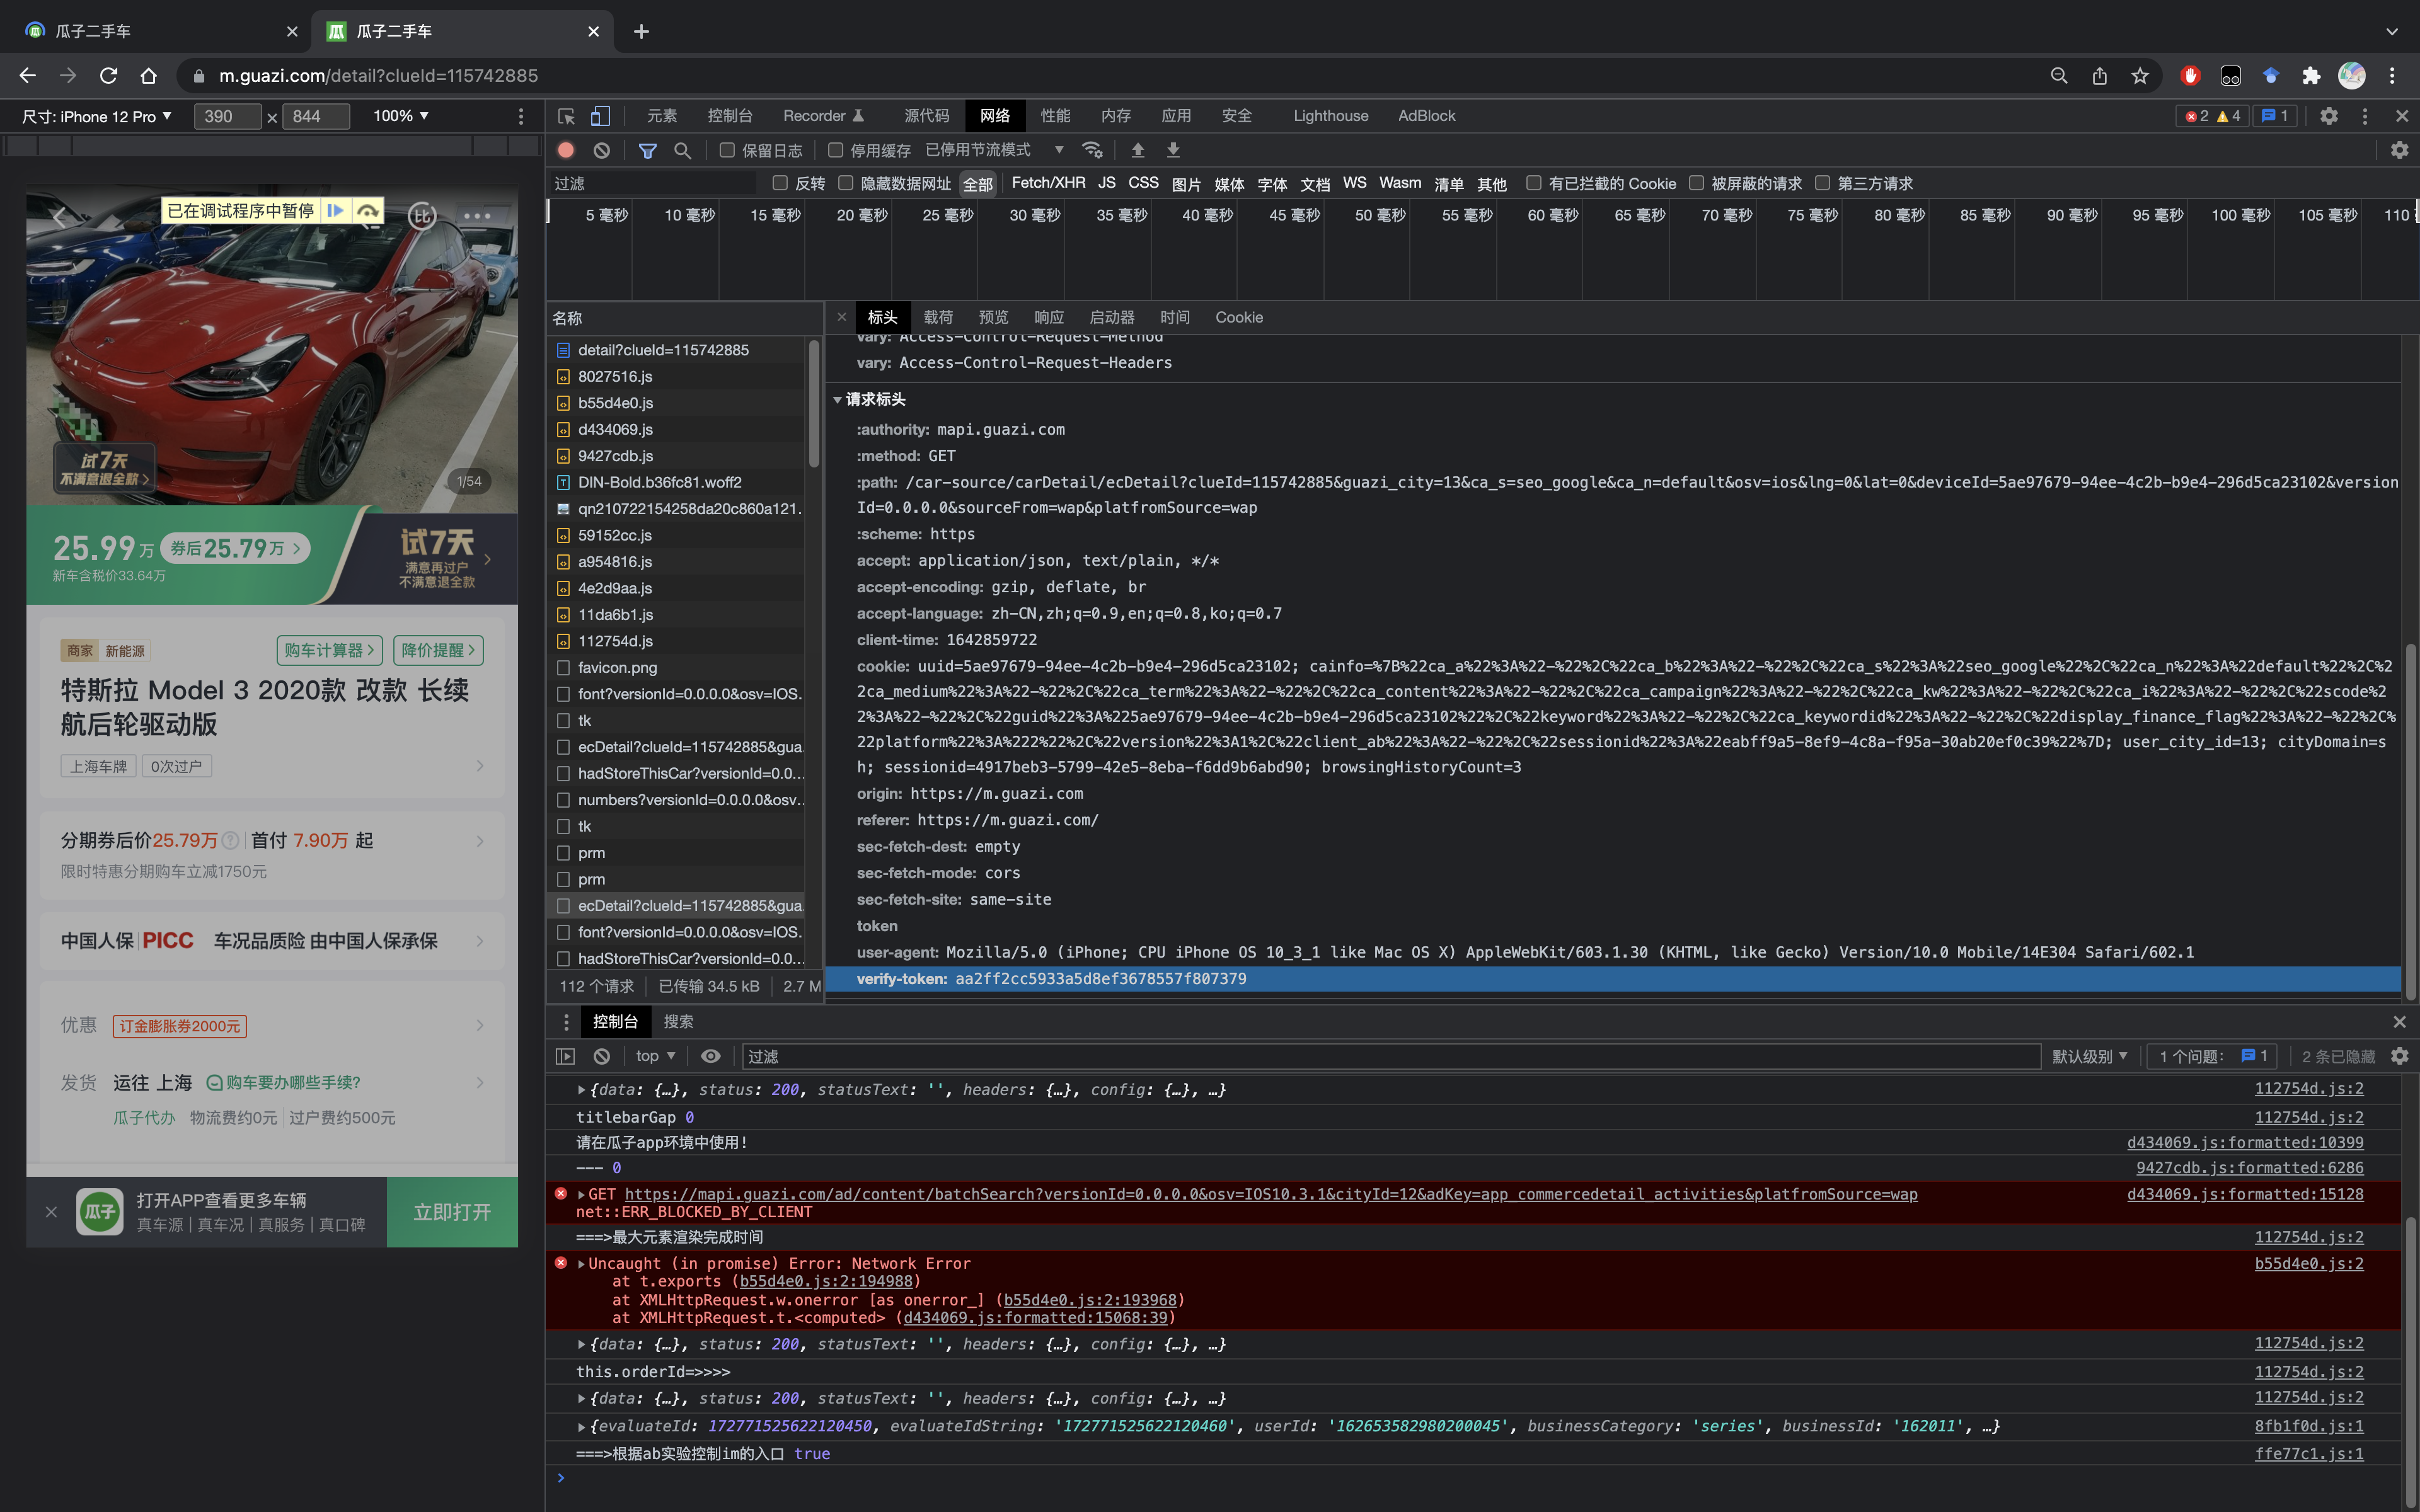 瓜子二手车
瓜子二手车
m.guazi.com/detail?clueId=115742885
尺寸: iPhone 12 Pro ▼ 390 × 844 100% ▼
元素 控制台 Recorder 源代码 网络 性能 内存 应用 安全 Lighthouse AdBlock 2 4 1
保留日志 停用缓存 已停用节流模式 ▼
过滤 反转 隐藏数据网址 全部 Fetch/XHR JS CSS 图片 媒体 字体 文档 WS Wasm 清单 其他 有已拦截的 Cookie 被屏蔽的请求 第三方请求
5 毫秒 10 毫秒 15 毫秒 20 毫秒 25 毫秒 30 毫秒 35 毫秒 40 毫秒 45 毫秒 50 毫秒 55 毫秒 60 毫秒 65 毫秒 70 毫秒 75 毫秒 80 毫秒 85 毫秒 90 毫秒 95 毫秒 100 毫秒 105 毫秒 110
已在调试程序中暂停
比
试7天
不满意退全款
1/54
25.99万 券后25.79万
新车含税价33.64万
试7天
满意再过户
不满意退全款
商家 新能源 购车计算器 降价提醒
特斯拉 Model 3 2020款 改款 长续
航后轮驱动版
上海车牌 0次过户
分期券后价25.79万 首付 7.90万 起
限时特惠分期购车立减1750元
中国人保 PICC 车况品质险 由中国人保承保
优惠 订金膨胀券2000元
发货 运往 上海 购车要办哪些手续?
瓜子代办 物流费约0元 过户费约500元
瓜子 打开APP查看更多车辆
真车源 | 真车况 | 真服务 | 真口碑
立即打开
名称
detail?clueId=115742885
8027516.js
b55d4e0.js
d434069.js
9427cdb.js
DIN-Bold.b36fc81.woff2
qn210722154258da20c860a121.
59152cc.js
a954816.js
4e2d9aa.js
11da6b1.js
112754d.js
favicon.png
font?versionId=0.0.0.0&osv=IOS.
tk
ecDetail?clueId=115742885&gua.
hadStoreThisCar?versionId=0.0...
numbers?versionId=0.0.0.0&osv.
tk
prm
prm
ecDetail?clueId=115742885&gua.
font?versionId=0.0.0.0&osv=IOS.
hadStoreThisCar?versionId=0.0...
112 个请求 已传输 34.5 kB 2.7 M
标头 载荷 预览 响应 启动器 时间 Cookie
vary: Access-Control-Request-Method
vary: Access-Control-Request-Headers
请求标头
:authority: mapi.guazi.com
:method: GET
:path: /car-source/carDetail/ecDetail?clueId=115742885&guazi_city=13&ca_s=seo_google&ca_n=default&osv=ios&lng=0&lat=0&deviceId=5ae97679-94ee-4c2b-b9e4-296d5ca23102&version
Id=0.0.0.0&sourceFrom=wap&platfromSource=wap
:scheme: https
accept: application/json, text/plain, */*
accept-encoding: gzip, deflate, br
accept-language: zh-CN,zh;q=0.9,en;q=0.8,ko;q=0.7
client-time: 1642859722
cookie: uuid=5ae97679-94ee-4c2b-b9e4-296d5ca23102; cainfo=%7B%22ca_a%22%3A%22-%22%2C%22ca_b%22%3A%22-%22%2C%22ca_s%22%3A%22seo_google%22%2C%22ca_n%22%3A%22default%22%2C%2
2ca_medium%22%3A%22-%22%2C%22ca_term%22%3A%22-%22%2C%22ca_content%22%3A%22-%22%2C%22ca_campaign%22%3A%22-%22%2C%22ca_kw%22%3A%22-%22%2C%22ca_i%22%3A%22-%22%2C%22scode%2
2%3A%22-%22%2C%22guid%22%3A%225ae97679-94ee-4c2b-b9e4-296d5ca23102%22%2C%22keyword%22%3A%22-%22%2C%22ca_keywordid%22%3A%22-%22%2C%22display_finance_flag%22%3A%22-%22%2C%
22platform%22%3A%222%22%2C%22version%22%3A1%2C%22client_ab%22%3A%22-%22%2C%22sessionid%22%3A%22eabff9a5-8ef9-4c8a-f95a-30ab20ef0c39%22%7D; user_city_id=13; cityDomain=s
h; sessionid=4917beb3-5799-42e5-8eba-f6dd9b6abd90; browsingHistoryCount=3
origin: https://m.guazi.com
referer: https://m.guazi.com/
sec-fetch-dest: empty
sec-fetch-mode: cors
sec-fetch-site: same-site
token
user-agent: Mozilla/5.0 (iPhone; CPU iPhone OS 10_3_1 like Mac OS X) AppleWebKit/603.1.30 (KHTML, like Gecko) Version/10.0 Mobile/14E304 Safari/602.1
verify-token: aa2ff2cc5933a5d8ef3678557f807379
控制台 搜索
top ▼ 过滤 默认级别 ▼ 1 个问题: 1 2 条已隐藏
{data: {…}, status: 200, statusText: '', headers: {…}, config: {…}, …} 112754d.js:2
titlebarGap 0 112754d.js:2
请在瓜子app环境中使用! d434069.js:formatted:10399
--- 0 9427cdb.js:formatted:6286
GET https://mapi.guazi.com/ad/content/batchSearch?versionId=0.0.0.0&osv=IOS10.3.1&cityId=12&adKey=app_commercedetail_activities&platfromSource=wap d434069.js:formatted:15128
net::ERR_BLOCKED_BY_CLIENT
===>最大元素渲染完成时间 112754d.js:2
Uncaught (in promise) Error: Network Error b55d4e0.js:2
at t.exports (b55d4e0.js:2:194988)
at XMLHttpRequest.w.onerror [as onerror_] (b55d4e0.js:2:193968)
at XMLHttpRequest.t.<computed> (d434069.js:formatted:15068:39)
{data: {…}, status: 200, statusText: '', headers: {…}, config: {…}, …} 112754d.js:2
this.orderId=>>>> 112754d.js:2
{data: {…}, status: 200, statusText: '', headers: {…}, config: {…}, …} 112754d.js:2
{evaluateId: 172771525622120450, evaluateIdString: '172771525622120460', userId: '162653582980200045', businessCategory: 'series', businessId: '162011', …} 8fb1f0d.js:1
===>根据ab实验控制im的入口 true ffe77c1.js:1